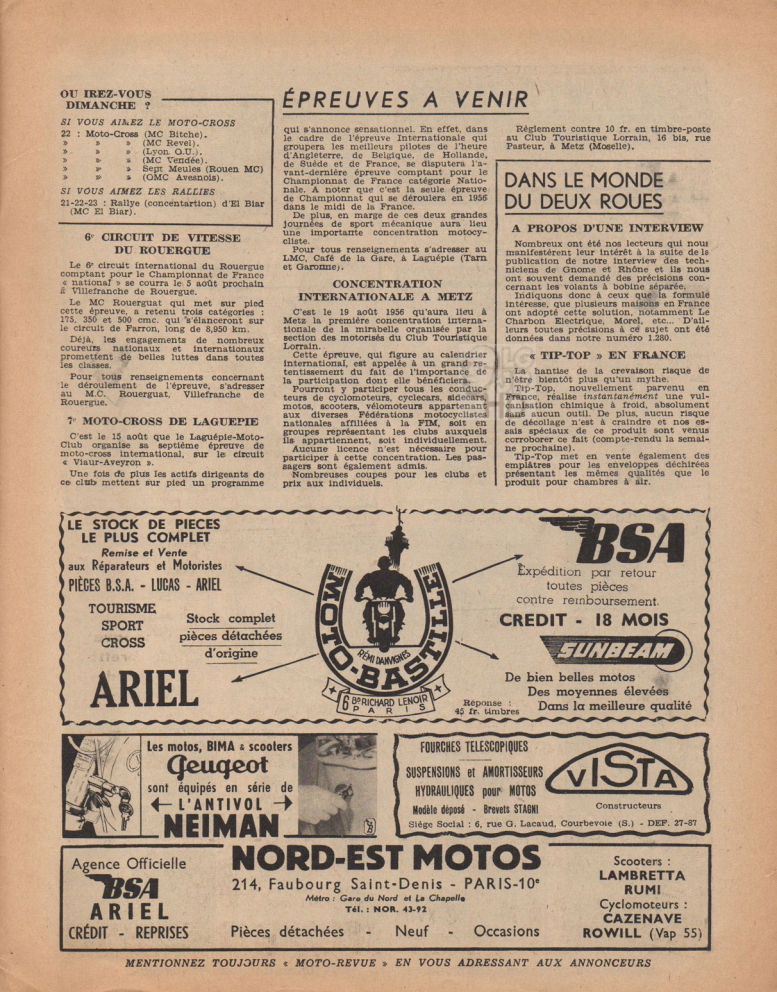 OU IREZ-VOUS
DIMANCHE ?
SI VOUS AIMEZ LE MOTO-CROSS
22 : Moto-Cross (MC Bitche).
» » » (MC Revel).
» » » (Lyon O.U.).
» » » (MC Vendée).
» » » Sept Meules (Rouen MC)
» » » (OMC Avesnois).
SI VOUS AIMEZ LES RALLIES
21-22-23 : Rallye (concentartion) d'El Biar
(MC El Biar).
6e CIRCUIT DE VITESSE
DU ROUERGUE
Le 6e circuit international du Rouergue
comptant pour le Championnat de France
« national » se courra le 5 août prochain
à Villefranche de Rouergue.
Le MC Rouerguat qui met sur pied
cette épreuve, a retenu trois catégories :
175, 350 et 500 cmc. qui s'élanceront sur
le circuit de Farron, long de 8,950 km.
Déjà, les engagements de nombreux
coureurs nationaux et internationaux
promettent de belles luttes dans toutes
les classes.
Pour tous renseignements concernant
le déroulement de l'épreuve, s'adresser
au M.C. Rouerguat, Villefranche de
Rouergue.
7e MOTO-CROSS DE LAGUEPIE
C'est le 15 août que le Laguépie-Moto-
Club organise sa septième épreuve de
moto-cross international, sur le circuit
« Viaur-Aveyron ».
Une fois de plus les actifs dirigeants de
ce club mettent sur pied un programme
ÉPREUVES A VENIR
qui s'annonce sensationnel. En effet, dans
le cadre de l'épreuve Internationale qui
groupera les meilleurs pilotes de l'heure
d'Angleterre, de Belgique, de Hollande,
de Suède et de France, se disputera l'a-
vant-dernière épreuve comptant pour le
Championnat de France catégorie Natio-
nale. A noter que c'est la seule épreuve
de Championnat qui se déroulera en 1956
dans le midi de la France.
De plus, en marge de ces deux grandes
journées de sport mécanique aura lieu
une importante concentration motocy-
cliste.
Pour tous renseignements s'adresser au
LMC, Café de la Gare, à Laguépie (Tarn
et Garonne).
CONCENTRATION
INTERNATIONALE A METZ
C'est le 19 août 1956 qu'aura lieu à
Metz la première concentration interna-
tionale de la mirabelle organisée par la
section des motorisés du Club Touristique
Lorrain.
Cette épreuve, qui figure au calendrier
international, est appelée à un grand re-
tentissement du fait de l'importance de
la participation dont elle bénéficiera.
Pourront y participer tous les conduc-
teurs de cyclomoteurs, cyclecars, sidecars,
motos, scooters, vélomoteurs appartenant
aux diverses Fédérations motocyclistes
nationales affiliées à la FIM, soit en
groupes représentant les clubs auxquels
ils appartiennent, soit individuellement.
Aucune licence n'est nécessaire pour
participer à cette concentration. Les pas-
sagers sont également admis.
Nombreuses coupes pour les clubs et
prix aux individuels.
Règlement contre 10 fr. en timbre-poste
au Club Touristique Lorrain, 16 bis, rue
Pasteur, à Metz (Moselle).
DANS LE MONDE
DU DEUX ROUES
A PROPOS D'UNE INTERVIEW
Nombreux ont été nos lecteurs qui nous
manifestèrent leur intérêt à la suite de la
publication de notre interview des tech-
niciens de Gnome et Rhône et ils nous
ont souvent demandé des précisions con-
cernant les volants à bobine séparée.
Indiquons donc à ceux que la formule
intéresse, que plusieurs maisons en France
ont adopté cette solution, notamment Le
Charbon Electrique, Morel, etc... D'ail-
leurs toutes précisions à ce sujet ont été
données dans notre numéro 1.280.
« TIP-TOP » EN FRANCE
La hantise de la crevaison risque de
n'être bientôt plus qu'un mythe.
Tip-Top, nouvellement parvenu en
France, réalise instantanément une vul-
canisation chimique à froid, absolument
sans aucun outil. De plus, aucun risque
de décollage n'est à craindre et nos es-
sais spéciaux de ce produit sont venus
corroborer ce fait (compte-rendu la semai-
ne prochaine).
Tip-Top met en vente également des
emplâtres pour les enveloppes déchirées
présentant les mêmes qualités que le
produit pour chambres à air.
LE STOCK DE PIECES
LE PLUS COMPLET
Remise et Vente
aux Réparateurs et Motoristes
PIÈCES B.S.A. - LUCAS - ARIEL
TOURISME
SPORT
CROSS
Stock complet
pièces détachées
d'origine
ARIEL
MOTO-BASTILLE
RÉMI DANVIGNES
6 Bd RICHARD LENOIR
PARIS
BSA
Expédition par retour
toutes pièces
contre remboursement.
CREDIT - 18 MOIS
SUNBEAM
De bien belles motos
Des moyennes élevées
Dans la meilleure qualité
Réponse :
45 fr. timbres
Les motos, BIMA & scooters
Peugeot
sont équipés en série de
L'ANTIVOL
NEIMAN
FOURCHES TELESCOPIQUES
SUSPENSIONS et AMORTISSEURS
HYDRAULIQUES pour MOTOS
Modèle déposé - Brevets STAGNI
VISTA
Constructeurs
Siège Social : 6, rue G. Lacaud, Courbevoie (S.) - DEF. 27-87
Agence Officielle
BSA
ARIEL
CRÉDIT - REPRISES
NORD-EST MOTOS
214, Faubourg Saint-Denis - PARIS-10e
Métro : Gare du Nord et La Chapelle
Tél. : NOR. 43-92
Pièces détachées - Neuf - Occasions
Scooters :
LAMBRETTA
RUMI
Cyclomoteurs :
CAZENAVE
ROWILL (Vap 55)
MENTIONNEZ TOUJOURS « MOTO-REVUE » EN VOUS ADRESSANT AUX ANNONCEURS